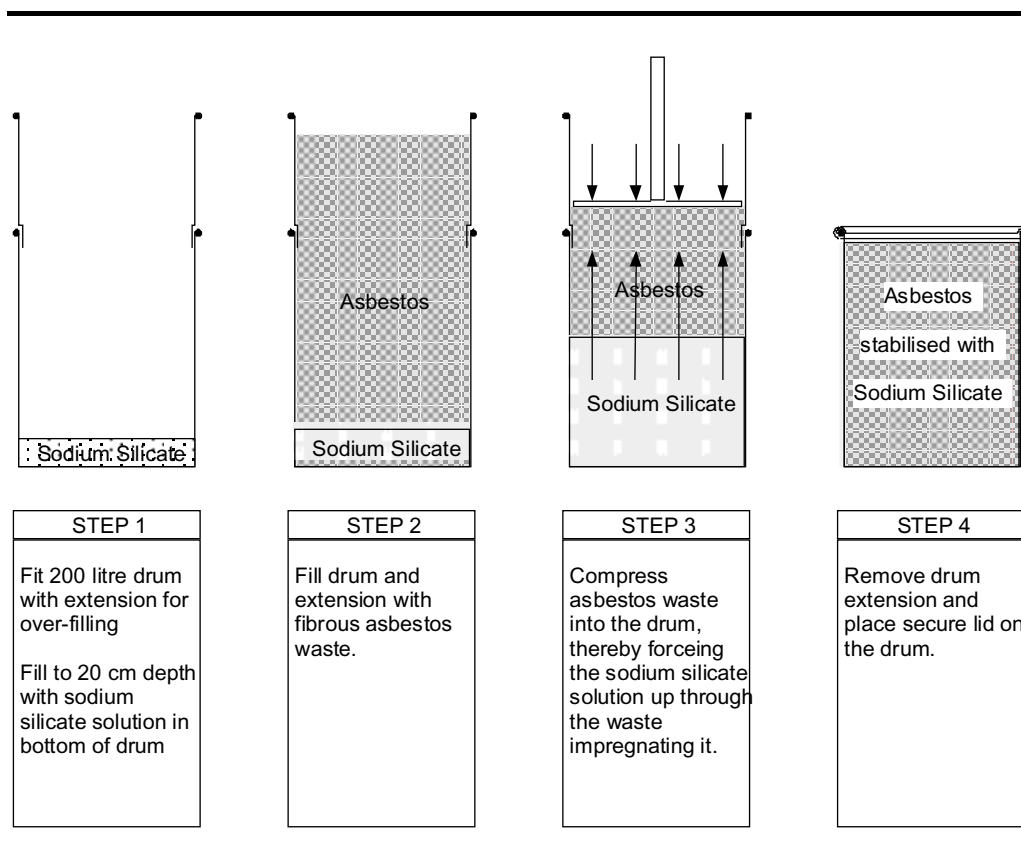 Sodium Silicate
Asbestos
Sodium Silicate
Asbestos
Sodium Silicate
Asbestos
stabilised with
Sodium Silicate
STEP 1
Fit 200 litre drum
with extension for
over-filling
Fill to 20 cm depth
with sodium
silicate solution in
bottom of drum
STEP 2
Fill drum and
extension with
fibrous asbestos
waste.
STEP 3
Compress
asbestos waste
into the drum,
thereby forceing
the sodium silicate
solution up through
the waste
impregnating it.
STEP 4
Remove drum
extension and
place secure lid on
the drum.